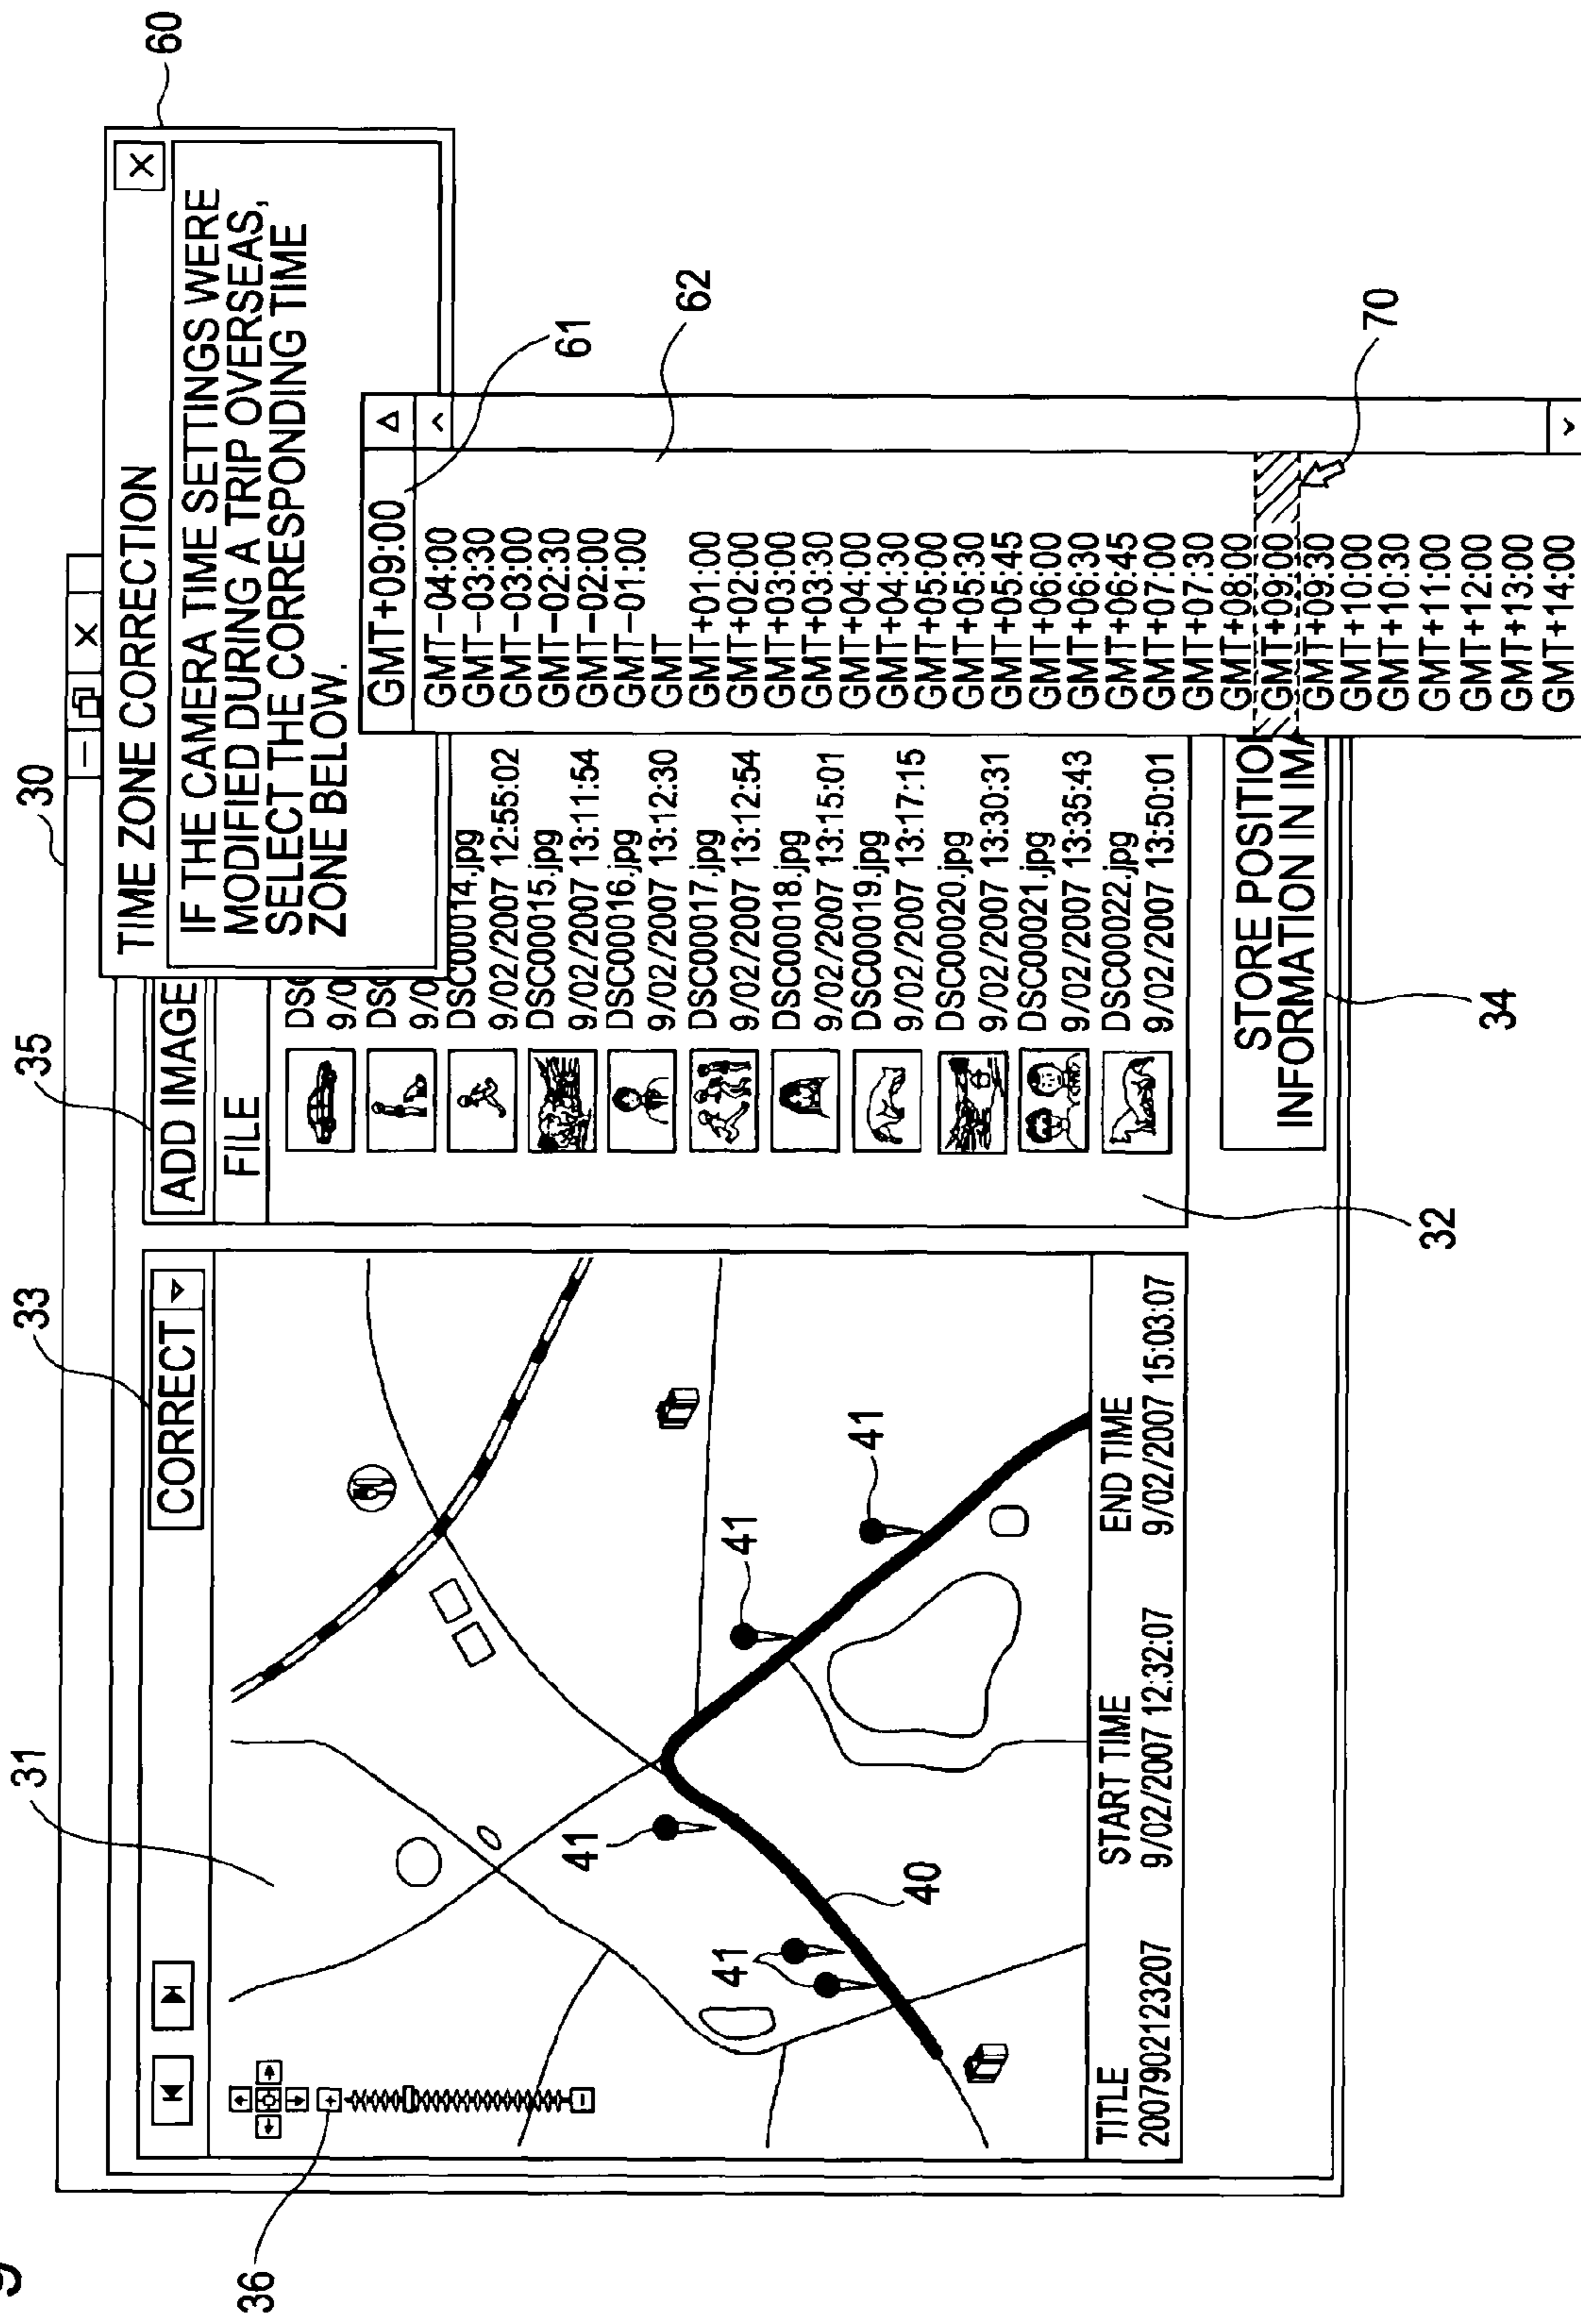 9
30
31
33
35
60
TIME ZONE CORRECTION
X
IF THE CAMERA TIME SETTINGS WERE
MODIFIED DURING A TRIP OVERSEAS,
SELECT THE CORRESPONDING TIME
ZONE BELOW.
61
62
GMT+09:00
GMT-04:00
GMT-03:30
GMT-03:00
GMT-02:30
GMT-02:00
GMT-01:00
GMT
GMT+01:00
GMT+02:00
GMT+03:00
GMT+03:30
GMT+04:00
GMT+04:30
GMT+05:00
GMT+05:30
GMT+05:45
GMT+06:00
GMT+06:30
GMT+06:45
GMT+07:00
GMT+07:30
GMT+08:00
GMT+09:00
GMT+09:30
GMT+10:00
GMT+10:30
GMT+11:00
GMT+12:00
GMT+13:00
GMT+14:00
70
CORRECT
ADD IMAGE
FILE
DSC
9/0
DSC
9/0
DSC00014.jpg
9/02/2007 12:55:02
DSC00015.jpg
9/02/2007 13:11:54
DSC00016.jpg
9/02/2007 13:12:30
DSC00017.jpg
9/02/2007 13:12:54
DSC00018.jpg
9/02/2007 13:15:01
DSC00019.jpg
9/02/2007 13:17:15
DSC00020.jpg
9/02/2007 13:30:31
DSC00021.jpg
9/02/2007 13:35:43
DSC00022.jpg
9/02/2007 13:50:01
36
41
41
41
41
40
TITLE START TIME END TIME
2007902123207 9/02/2007 12:32:07 9/02/2007 15:03:07
STORE POSITION
INFORMATION IN IMA
32
34